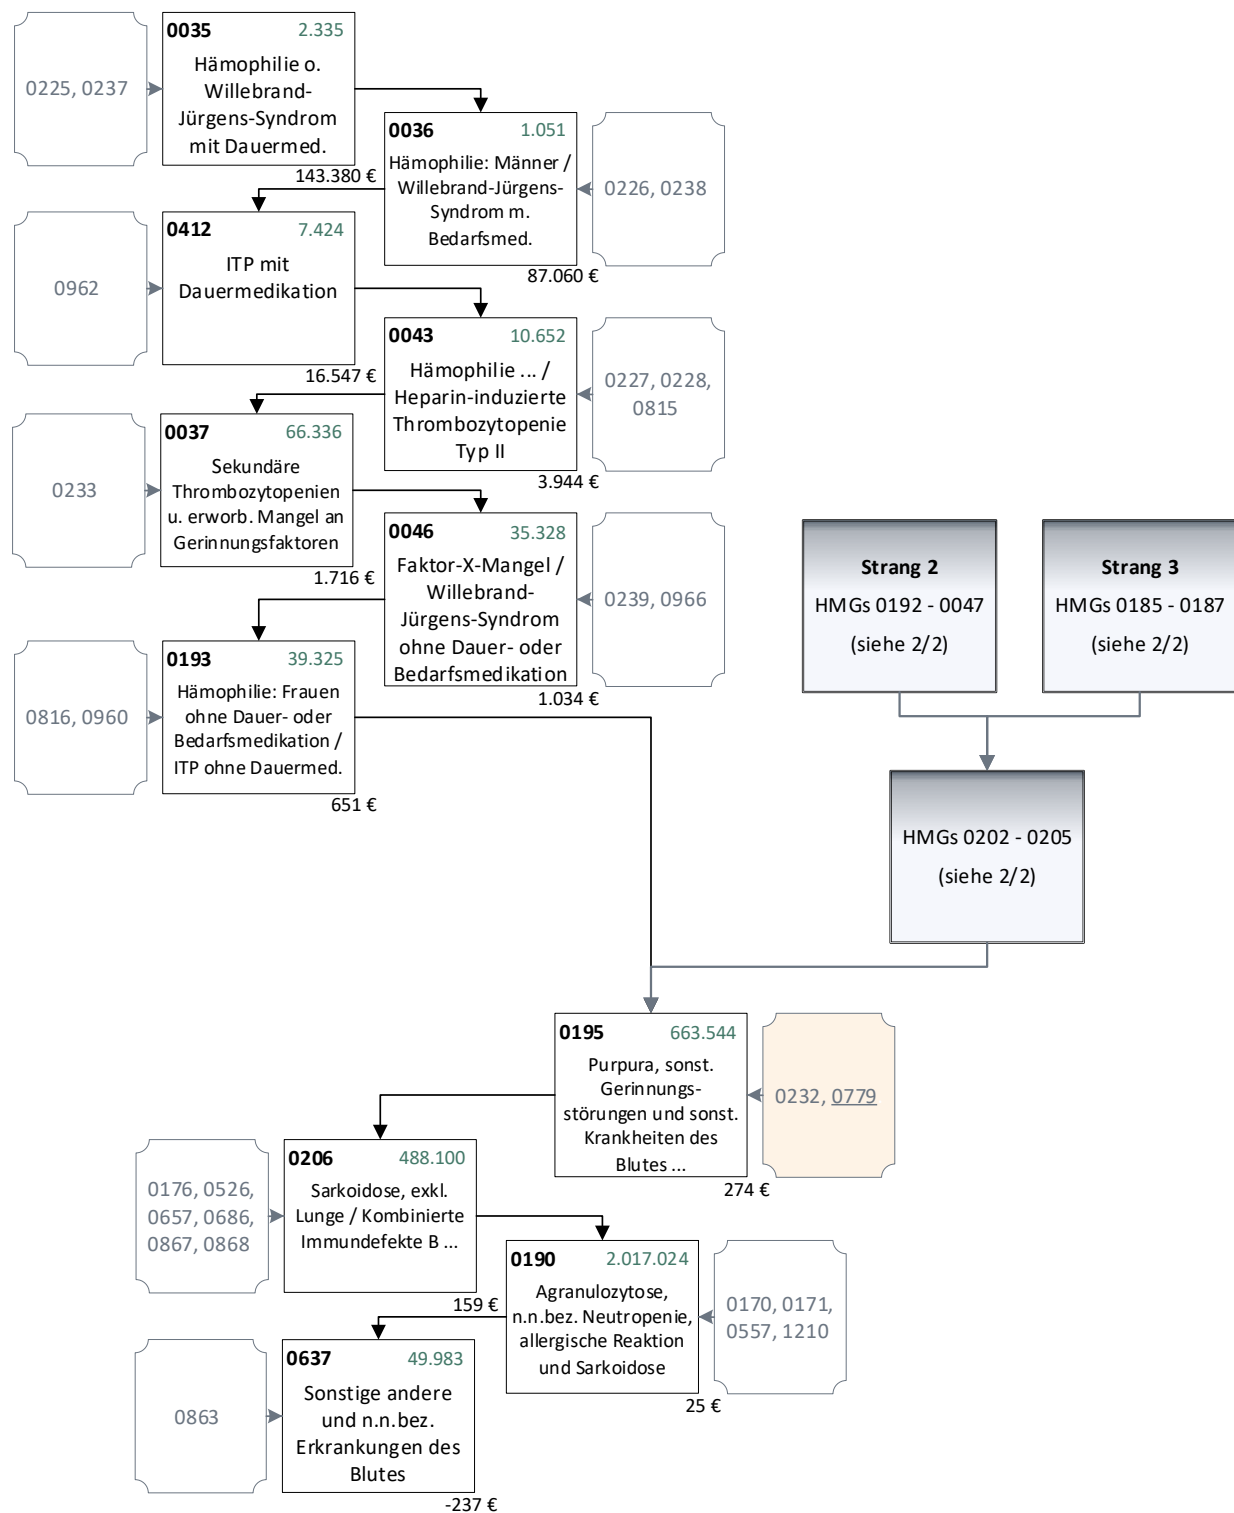 0035 2.335
Hämophilie o.
Willebrand-
Jürgens-Syndrom
mit Dauermed.
0225, 0237
143.380 €
0036 1.051
Hämophilie: Männer /
Willebrand-Jürgens-
Syndrom m.
Bedarfsmed.
0226, 0238
87.060 €
0412 7.424
ITP mit
Dauermedikation
0962
16.547 €
0043 10.652
Hämophilie ... /
Heparin-induzierte
Thrombozytopenie
Typ II
0227, 0228,
0815
3.944 €
0037 66.336
Sekundäre
Thrombozytopenien
u. erworb. Mangel an
Gerinnungsfaktoren
0233
1.716 €
0046 35.328
Faktor-X-Mangel /
Willebrand-
Jürgens-Syndrom
ohne Dauer- oder
Bedarfsmedikation
0239, 0966
1.034 €
0193 39.325
Hämophilie: Frauen
ohne Dauer- oder
Bedarfsmedikation /
ITP ohne Dauermed.
0816, 0960
651 €
Strang 2
HMGs 0192 - 0047
(siehe 2/2)
Strang 3
HMGs 0185 - 0187
(siehe 2/2)
HMGs 0202 - 0205
(siehe 2/2)
0195 663.544
Purpura, sonst.
Gerinnungs-
störungen und sonst.
Krankheiten des
Blutes ...
0232, 0779
274 €
0206 488.100
Sarkoidose, exkl.
Lunge / Kombinierte
Immundefekte B ...
0176, 0526,
0657, 0686,
0867, 0868
159 €
0190 2.017.024
Agranulozytose,
n.n.bez. Neutropenie,
allergische Reaktion
und Sarkoidose
0170, 0171,
0557, 1210
25 €
0637 49.983
Sonstige andere
und n.n.bez.
Erkrankungen des
Blutes
0863
-237 €